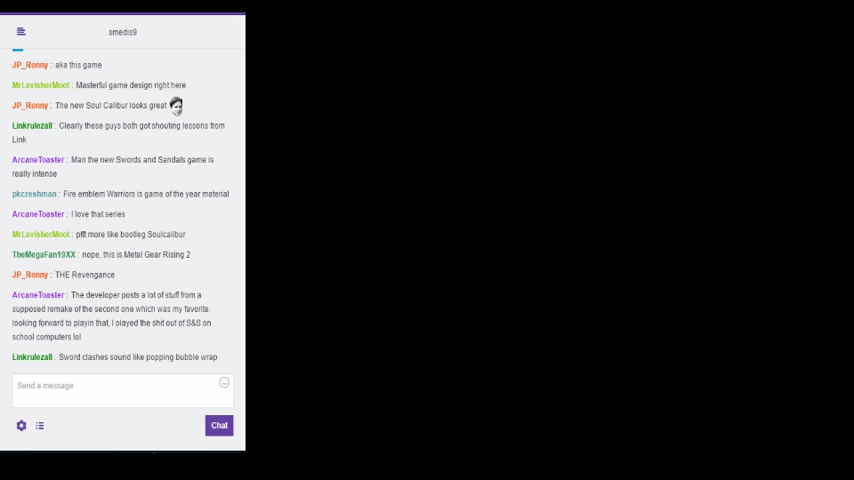 smedis9
JP_Ronny : aka this game
MrLavisherMoot : Masterful game design right here
JP_Ronny : The new Soul Calibur looks great
Linkrulezall : Clearly these guys both got shouting lessons from
Link
ArcaneToaster : Man the new Swords and Sandals game is
really intense
pkcreshman : Fire emblem Warriors is game of the year material
ArcaneToaster : I love that series
MrLavisherMoot : pfft more like bootleg Soulcalibur
TheMegaFan19XX : nope, this is Metal Gear Rising 2
JP_Ronny : THE Revengance
ArcaneToaster : The developer posts a lot of stuff from a
supposed remake of the second one which was my favorite.
looking forward to playin that, I olayed the shit out of S&S on
school computers lol
Linkrulezall : Sword clashes sound like popping bubble wrap
Send a message
Chat